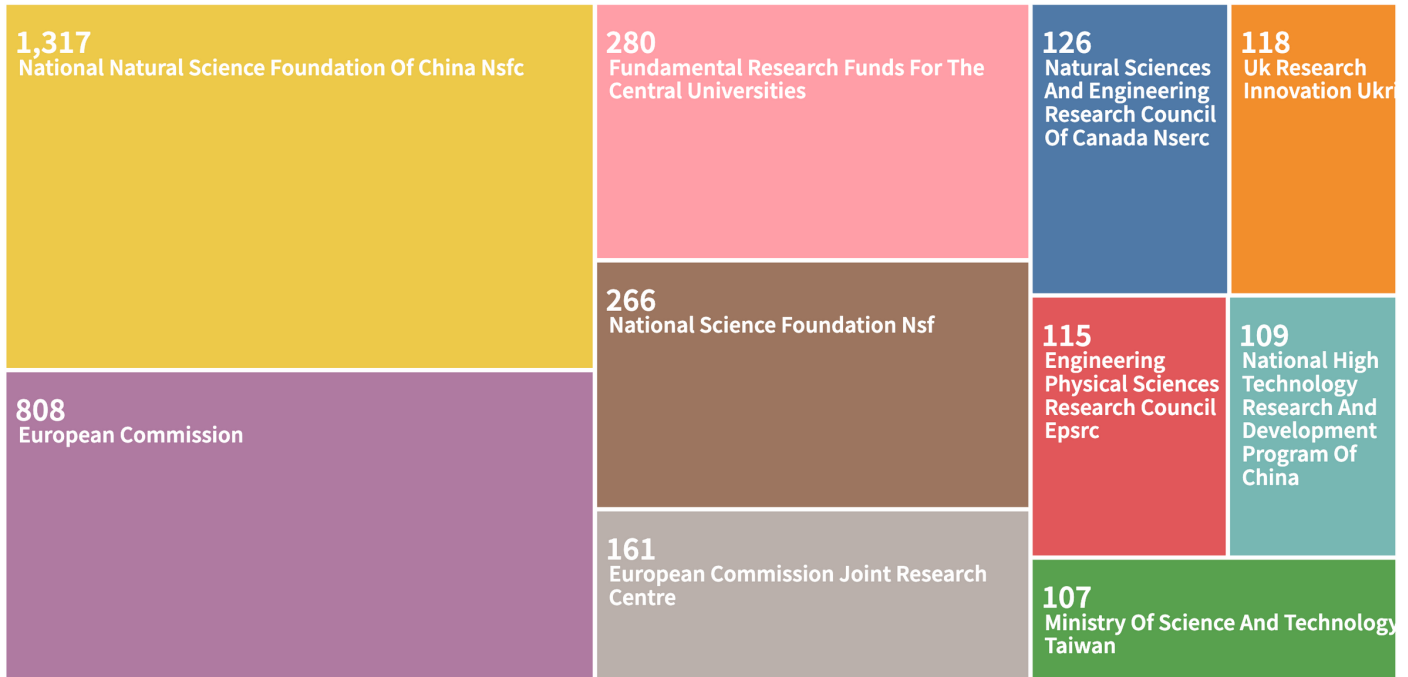 1,317
National Natural Science Foundation Of China Nsfc
808
European Commission
280
Fundamental Research Funds For The
Central Universities
266
National Science Foundation Nsf
161
European Commission Joint Research
Centre
126
Natural Sciences
And Engineering
Research Council
Of Canada Nserc
118
Uk Research
Innovation Ukri
115
Engineering
Physical Sciences
Research Council
Epsrc
109
National High
Technology
Research And
Development
Program Of
China
107
Ministry Of Science And Technology
Taiwan